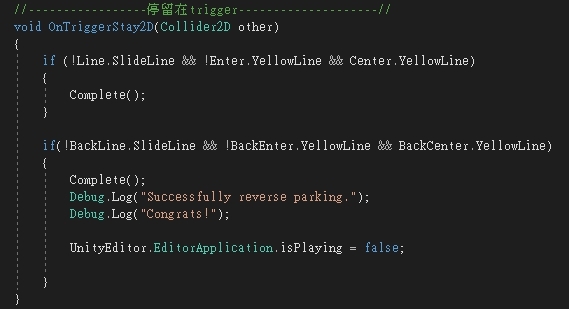 //-----------------停留在trigger--------------------//
void OnTriggerStay2D(Collider2D other)
{
if (!Line.SlideLine && !Enter.YellowLine && Center.YellowLine)
{
Complete();
}
if(!BackLine.SlideLine && !BackEnter.YellowLine && BackCenter.YellowLine)
{
Complete();
Debug.Log("Successfully reverse parking.");
Debug.Log("Congrats!");
UnityEditor.EditorApplication.isPlaying = false;
}
}